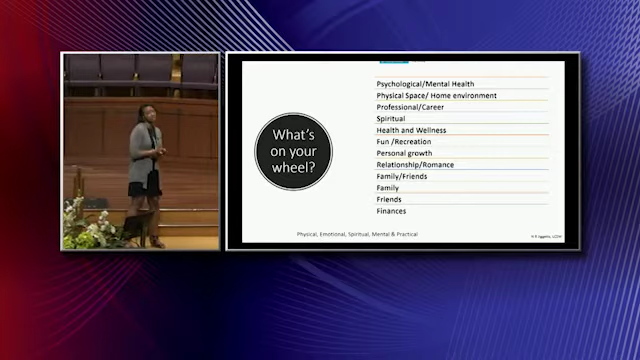 What's
on your
wheel?
Psychological/Mental Health
Physical Space/ Home environment
Professional/Career
Spiritual
Health and Wellness
Fun /Recreation
Personal growth
Relationship/Romance
Family/Friends
Family
Friends
Finances
Physical, Emotional, Spiritual, Mental & Practical